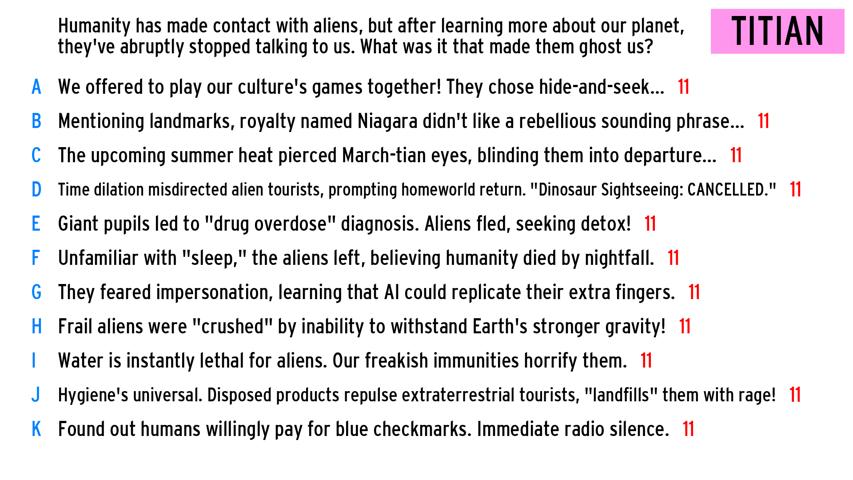 Humanity has made contact with aliens, but after learning more about our planet,
they've abruptly stopped talking to us. What was it that made them ghost us?
TITIAN
A We offered to play our culture's games together! They chose hide-and-seek... 11
B Mentioning landmarks, royalty named Niagara didn't like a rebellious sounding phrase... 11
C The upcoming summer heat pierced March-tian eyes, blinding them into departure... 11
D Time dilation misdirected alien tourists, prompting homeworld return. "Dinosaur Sightseeing: CANCELLED." 11
E Giant pupils led to "drug overdose" diagnosis. Aliens fled, seeking detox! 11
F Unfamiliar with "sleep," the aliens left, believing humanity died by nightfall. 11
G They feared impersonation, learning that AI could replicate their extra fingers. 11
H Frail aliens were "crushed" by inability to withstand Earth's stronger gravity! 11
I Water is instantly lethal for aliens. Our freakish immunities horrify them. 11
J Hygiene's universal. Disposed products repulse extraterrestrial tourists, "landfills" them with rage! 11
K Found out humans willingly pay for blue checkmarks. Immediate radio silence. 11